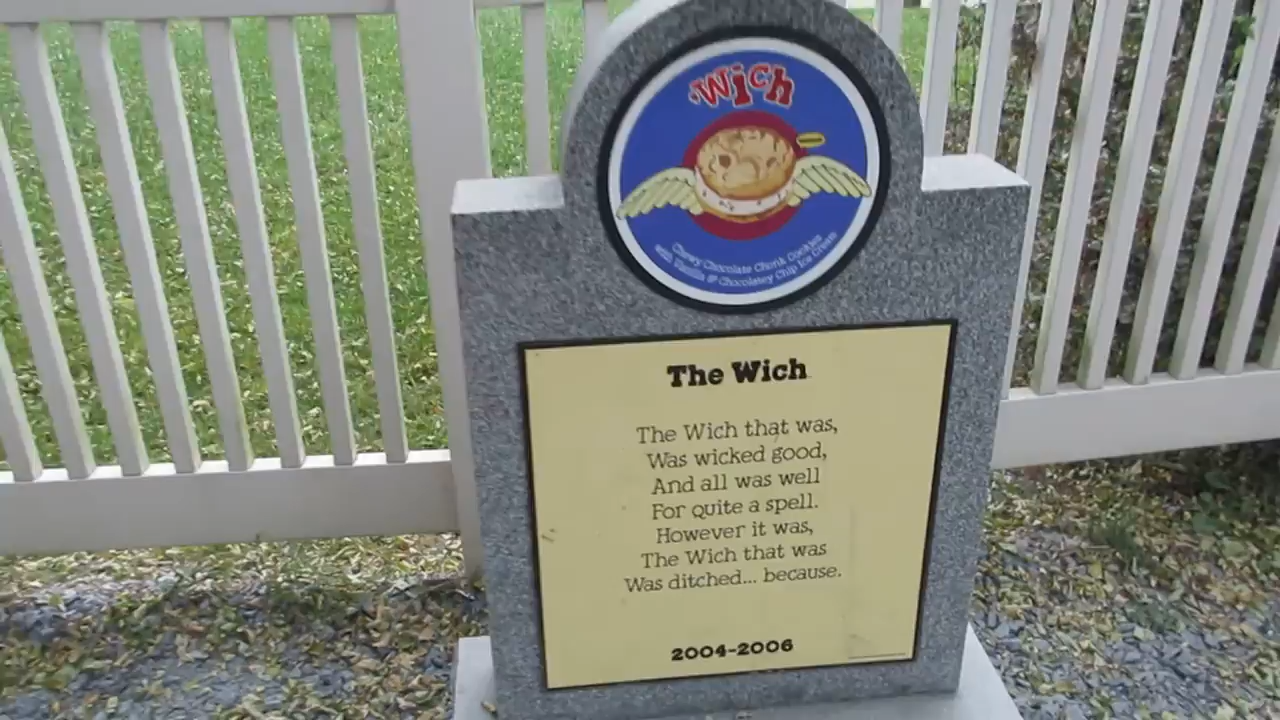 'Wich
Chewy Chocolate Chonk Cookies
with Vanilla & Chocolatey Chip Ice Cream
The Wich
The Wich that was,
Was wicked good,
And all was well
For quite a spell.
However it was,
The Wich that was
Was ditched... because.
2004-2006